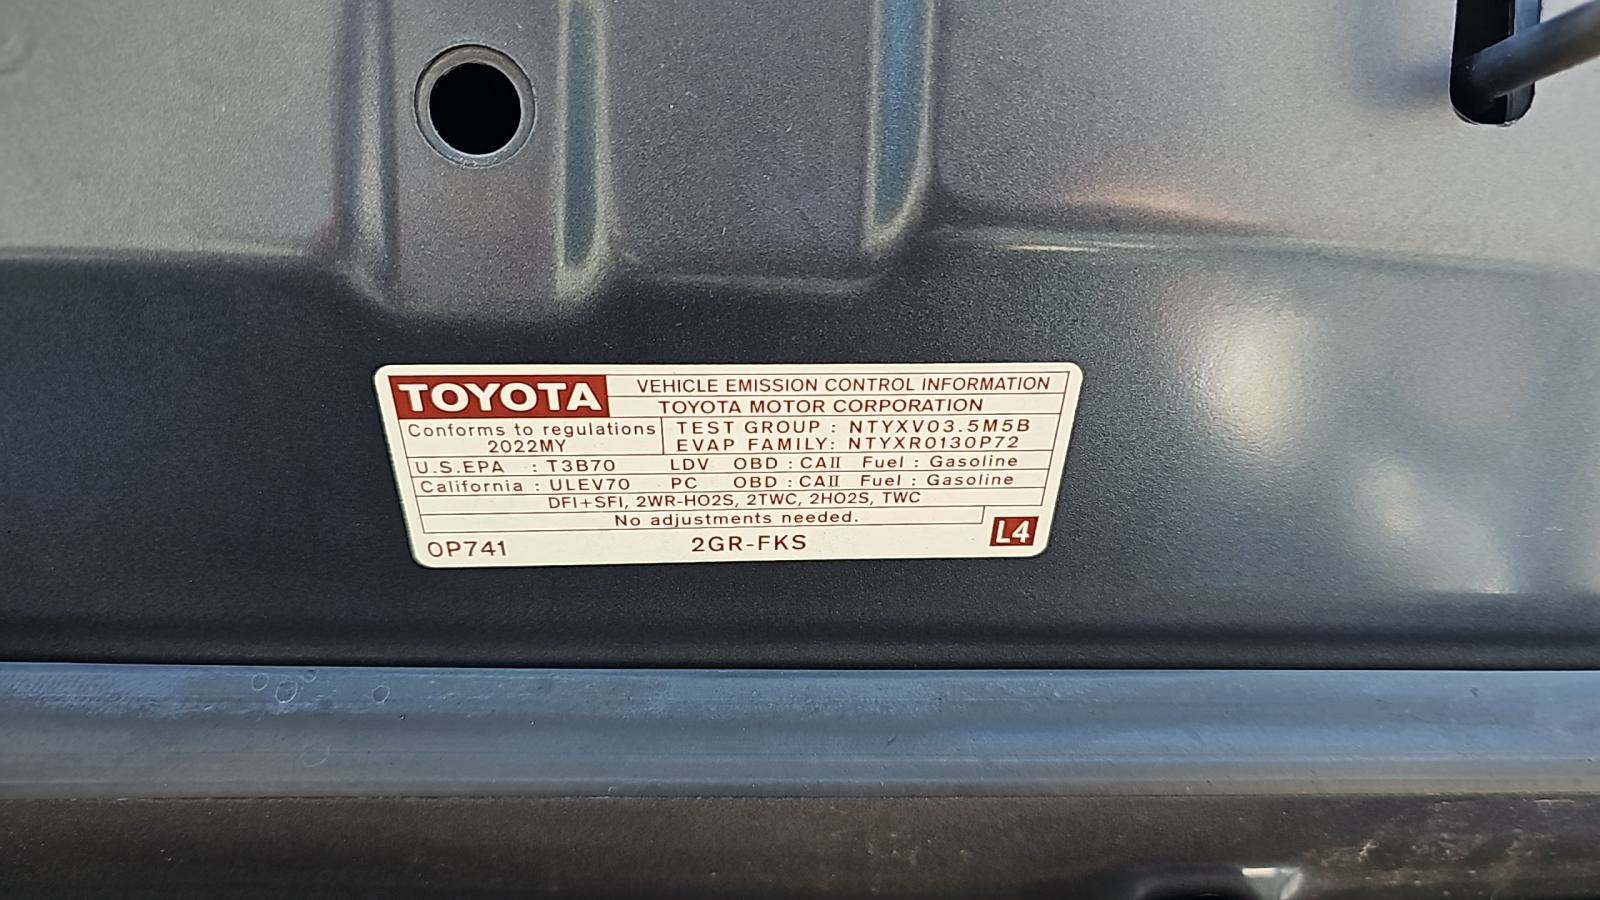 TOYOTA VEHICLE EMISSION CONTROL INFORMATION
TOYOTA MOTOR CORPORATION
Conforms to regulations
2022MY
TEST GROUP : NTYXV03.5M5B
EVAP FAMILY: NTYXR0130P72
U.S.EPA : T3B70 LDV OBD : CAII Fuel : Gasoline
California : ULEV70 PC OBD : CAII Fuel : Gasoline
DFI+SFI, 2WR-HO2S, 2TWC, 2HO2S, TWC
No adjustments needed.
0P741 2GR-FKS L4